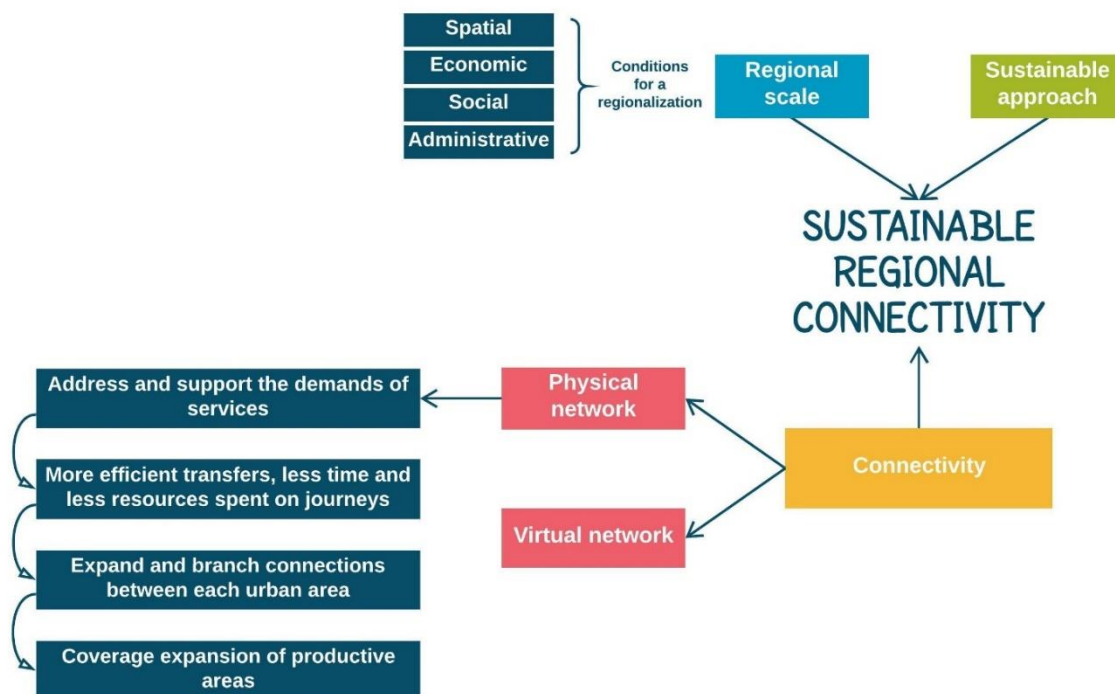 Spatial
Economic
Social
Administrative
Conditions
for a
regionalization
Regional
scale
Sustainable
approach
SUSTAINABLE
REGIONAL
CONNECTIVITY
Address and support the demands of
services
Physical
network
More efficient transfers, less time and
less resources spent on journeys
Connectivity
Virtual network
Expand and branch connections
between each urban area
Coverage expansion of productive
areas